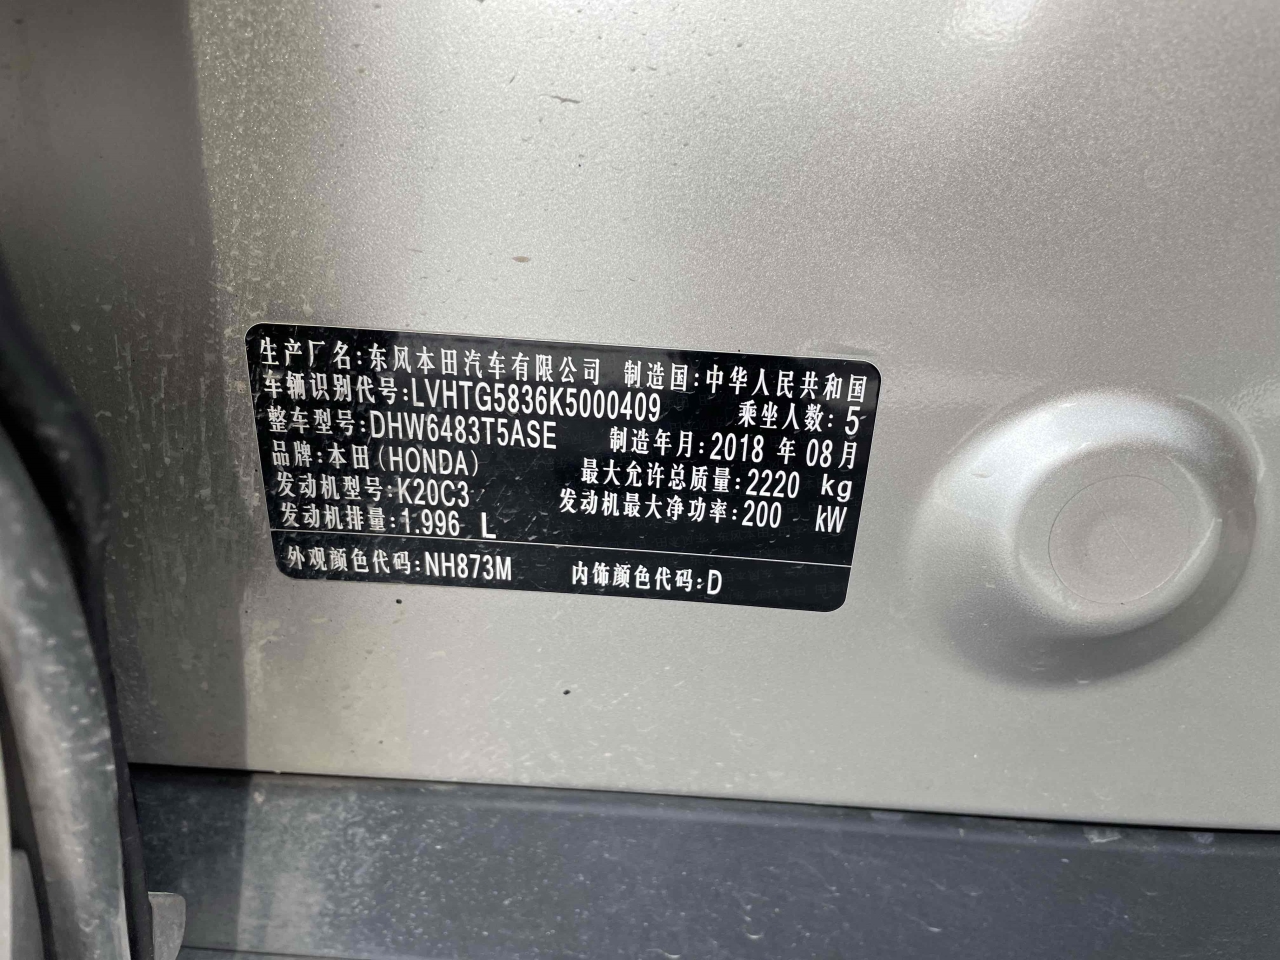 生产厂名:东风本田汽车有限公司 制造国:中华人民共和国
车辆识别代号:LVHTG5836K5000409 乘坐人数:5
整车型号:DHW6483T5ASE 制造年月:2018 年 08月
品牌:本田(HONDA) 最大允许总质量:2220 kg
发动机型号:K20C3 发动机最大净功率:200 kW
发动机排量:1.996 L
外观颜色代码:NH873M 内饰颜色代码:D